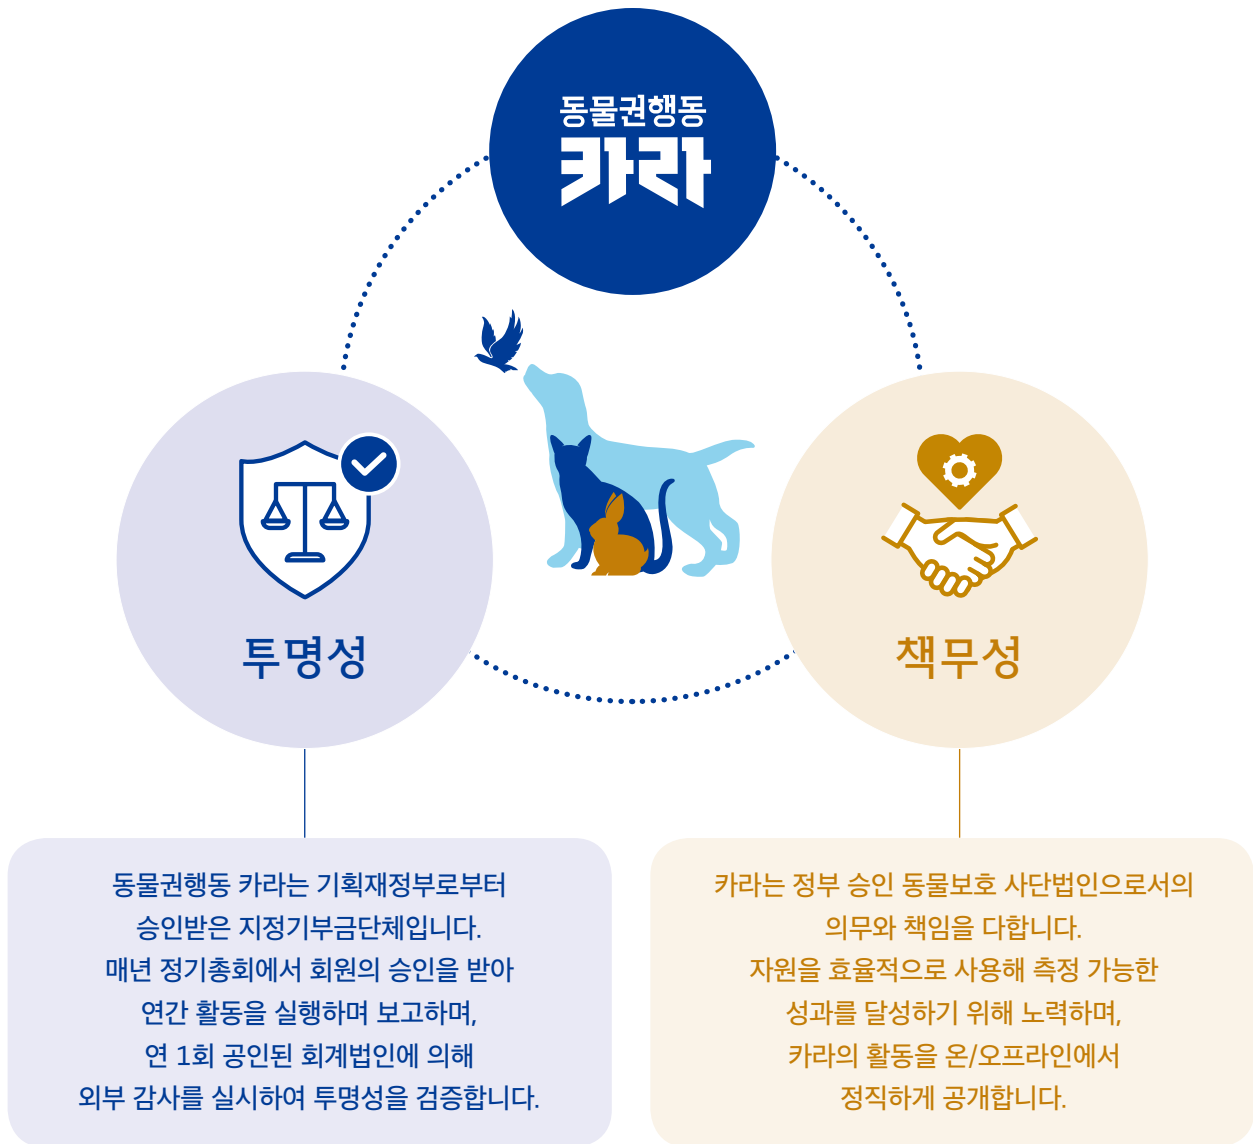 동물권행동
카라
투명성
책무성
동물권행동 카라는 기획재정부로부터
승인받은 지정기부금단체입니다.
매년 정기총회에서 회원의 승인을 받아
연간 활동을 실행하며 보고하며,
연 1회 공인된 회계법인에 의해
외부 감사를 실시하여 투명성을 검증합니다.
카라는 정부 승인 동물보호 사단법인으로서의
의무와 책임을 다합니다.
자원을 효율적으로 사용해 측정 가능한
성과를 달성하기 위해 노력하며,
카라의 활동을 온/오프라인에서
정직하게 공개합니다.